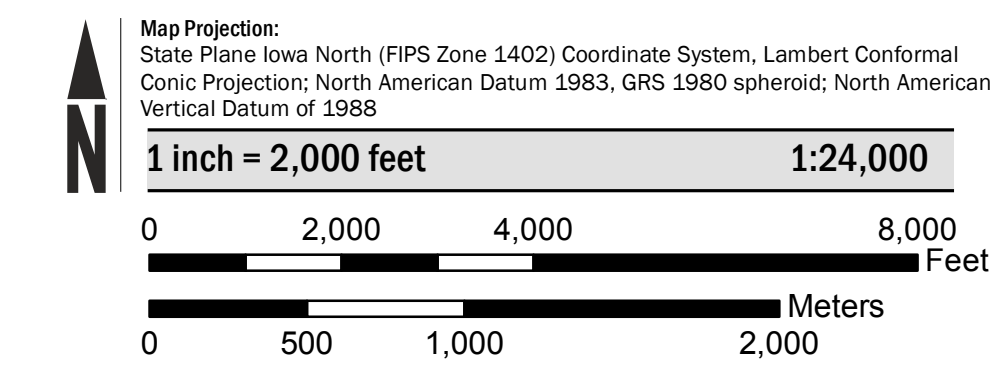 Map Projection:
State Plane Iowa North (FIPS Zone 1402) Coordinate System, Lambert Conformal
Conic Projection; North American Datum 1983, GRS 1980 spheroid; North American
Vertical Datum of 1988
N
1 inch = 2,000 feet 1:24,000
0 2,000 4,000 8,000
Feet
Meters
0 500 1,000 2,000